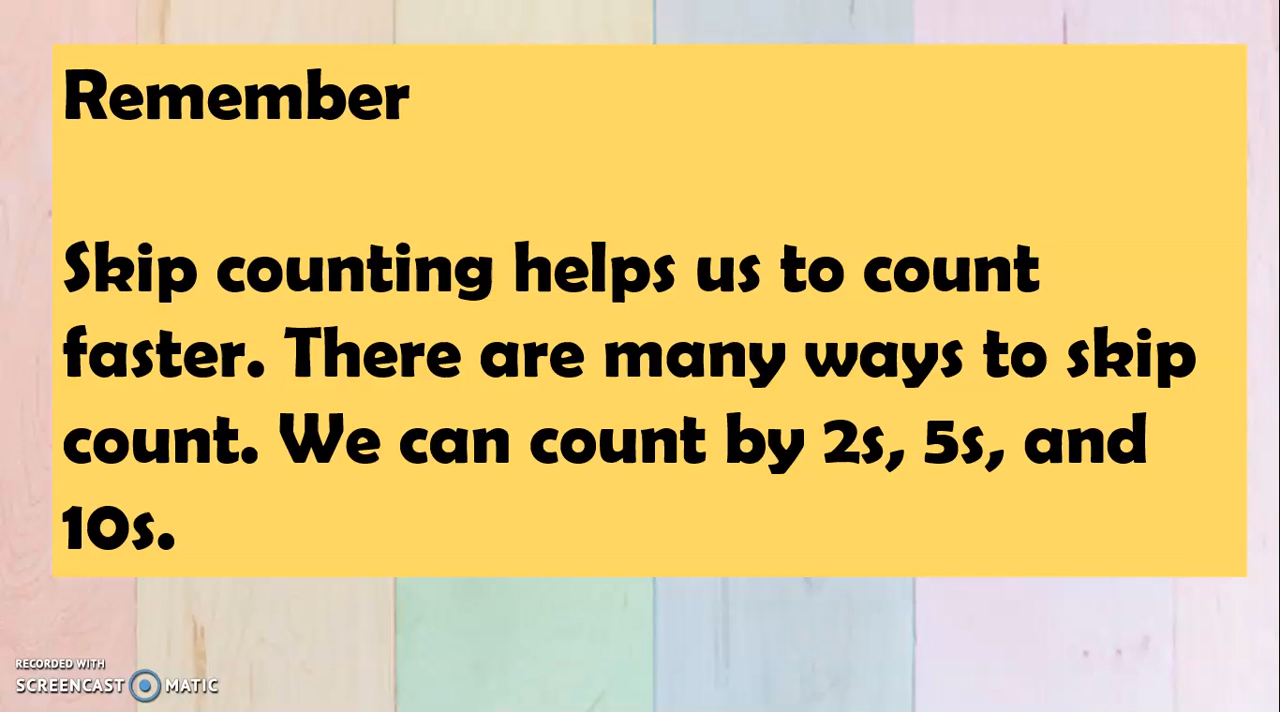 Remember
Skip counting helps us to count
faster. There are many ways to skip
count. We can count by 2s, 5s, and
10s.
RECORDED WITH
SCREENCAST MATIC